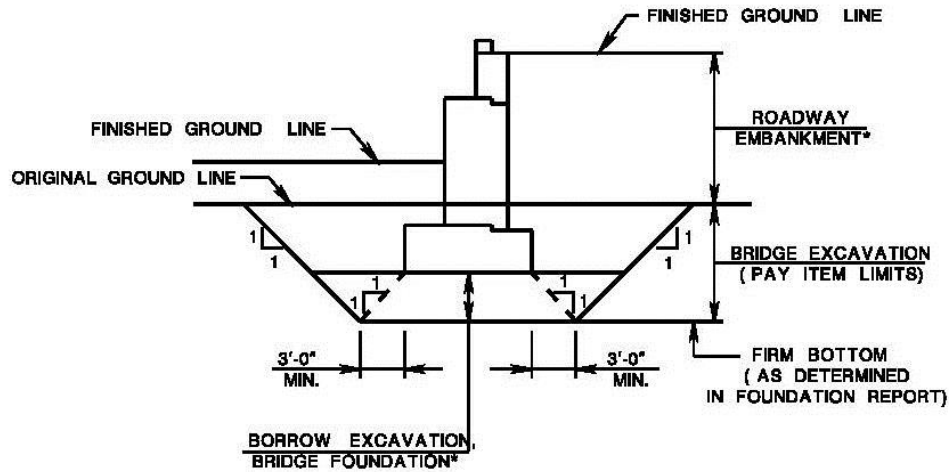 FINISHED GROUND LINE
ROADWAY
EMBANKMENT*
FINISHED GROUND LINE
ORIGINAL GROUND LINE
1
1
1
1
BRIDGE EXCAVATION
( PAY ITEM LIMITS)
1
1
1
1
3'-0"
MIN.
3'-0"
MIN.
FIRM BOTTOM
( AS DETERMINED
IN FOUNDATION REPORT)
BORROW EXCAVATION,
BRIDGE FOUNDATION*